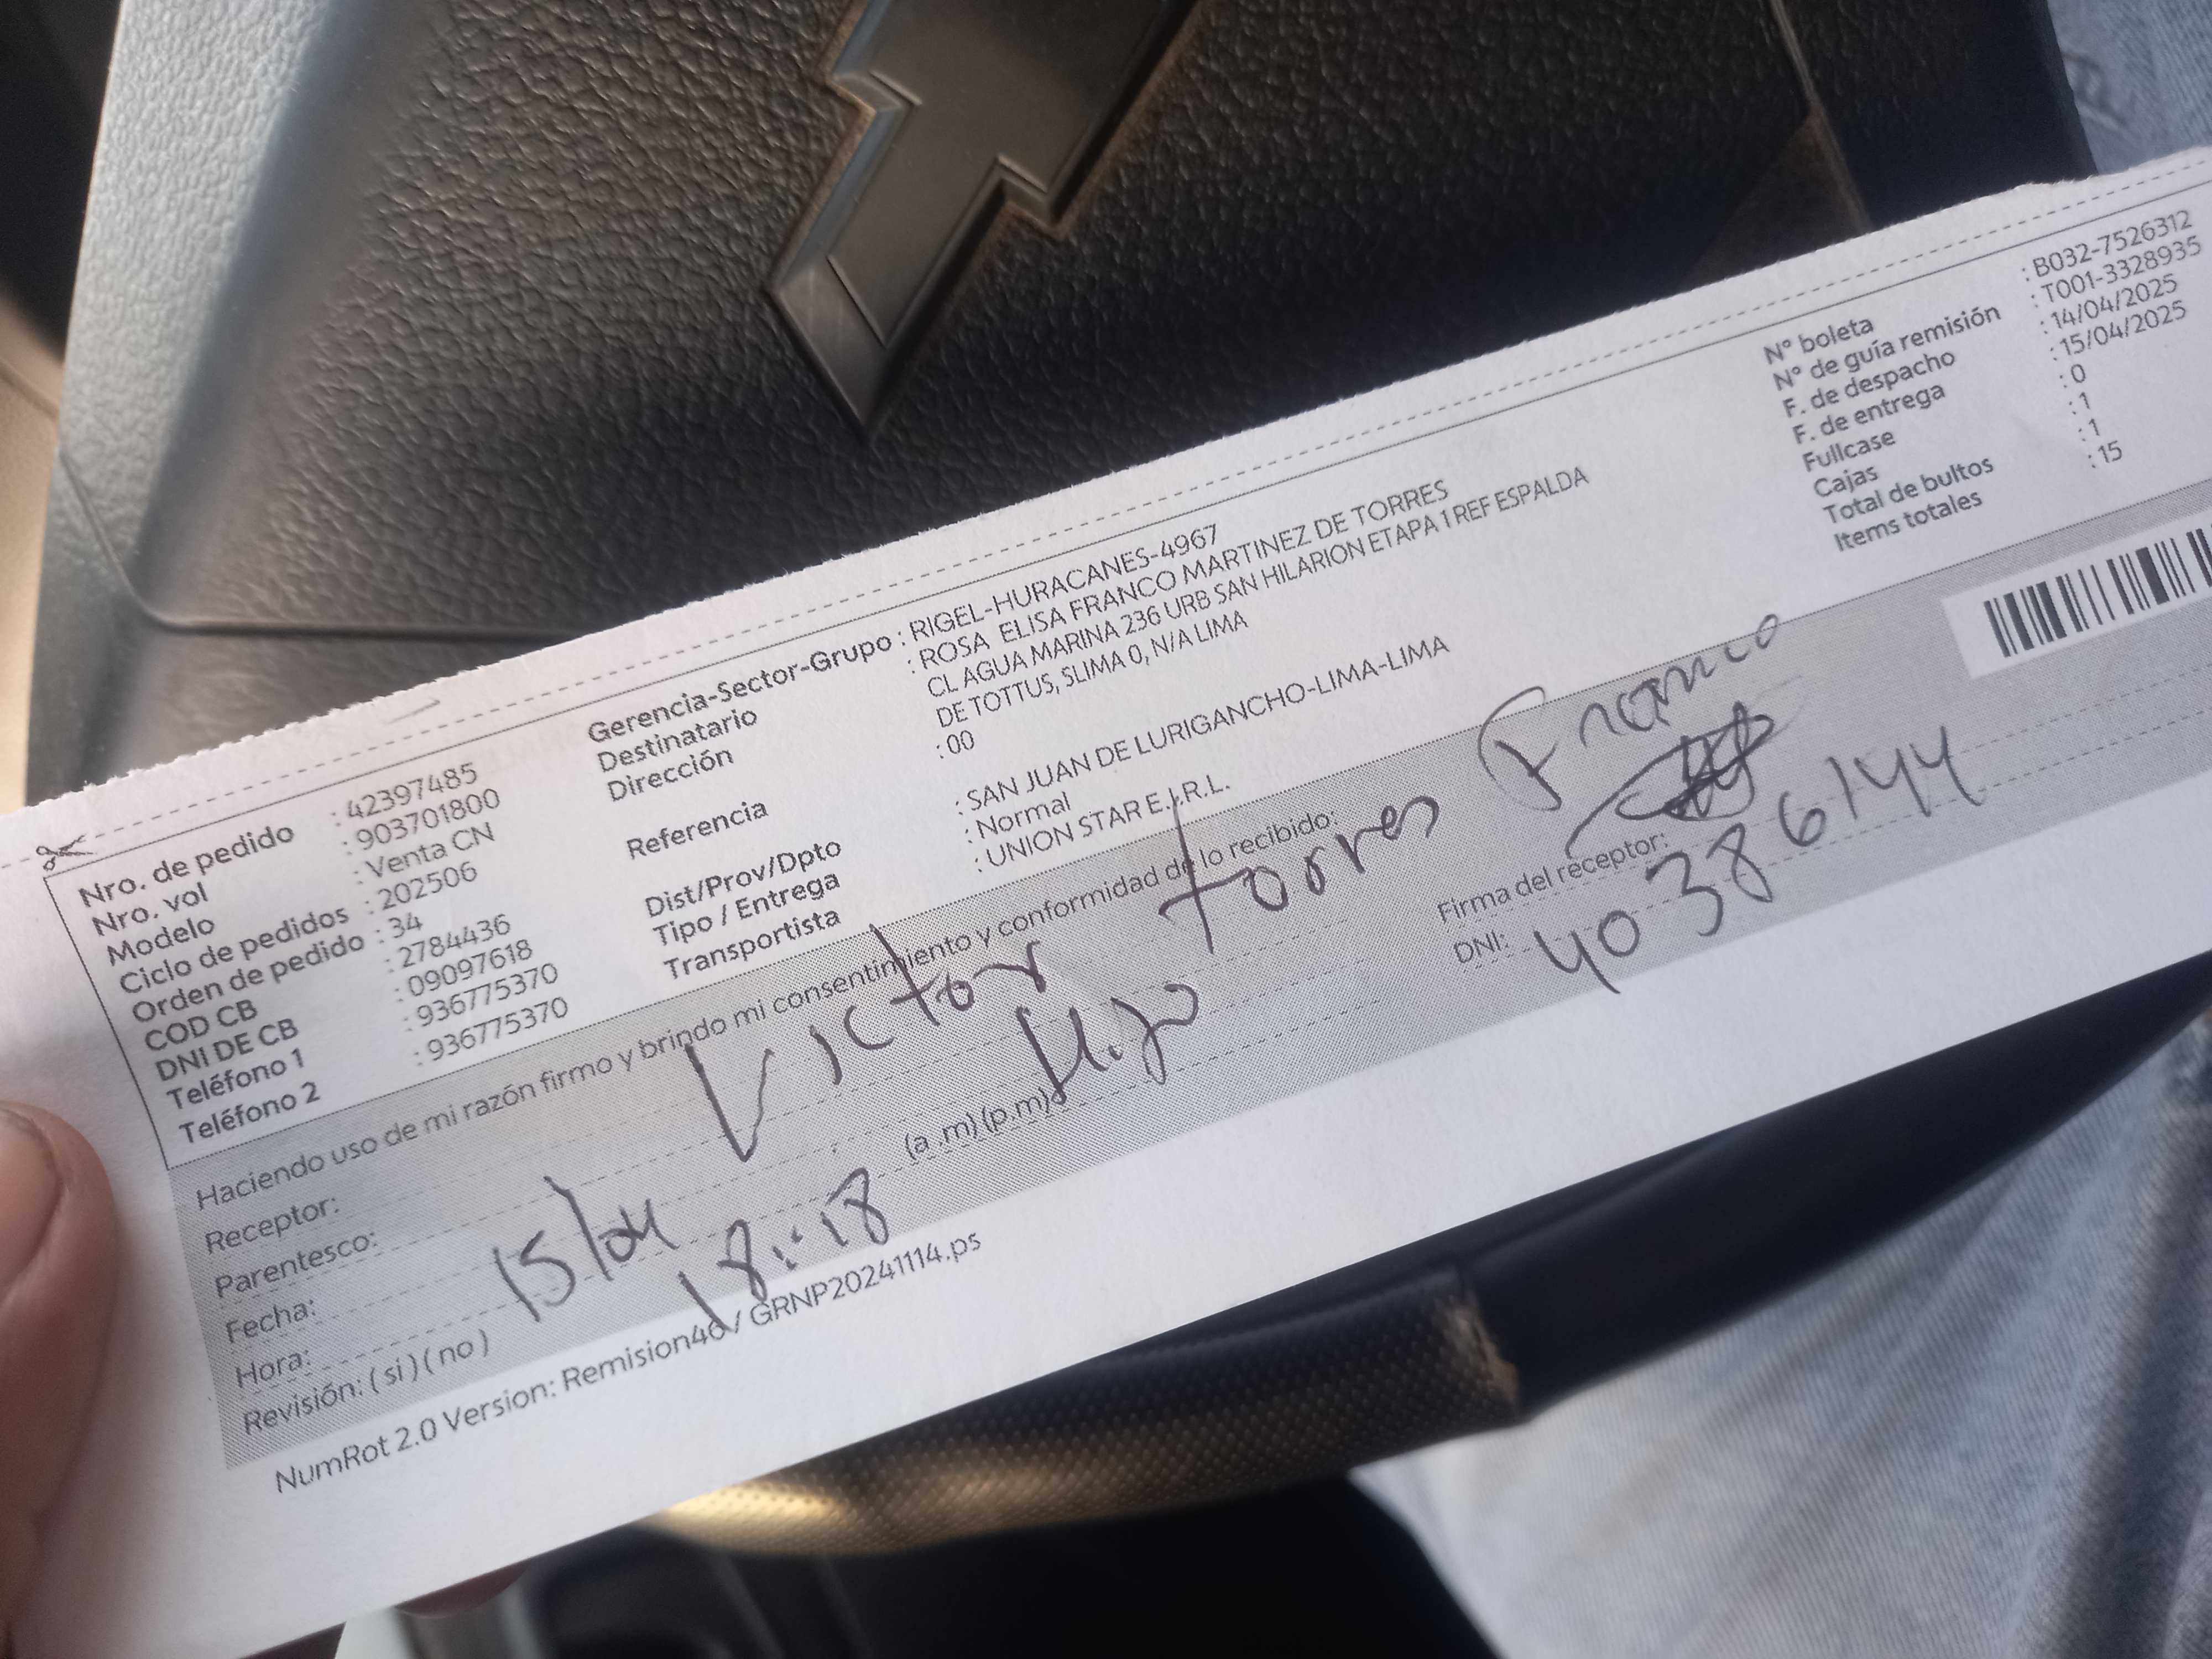 Nro. de pedido : 42397485
Nro. vol : 903701800
Modelo : Venta CN
Ciclo de pedidos : 202506
Orden de pedido : 34
COD CB : 2784436
DNI DE CB : 09097618
Teléfono 1 : 936775370
Teléfono 2 : 936775370
Gerencia-Sector-Grupo : RIGEL-HURACANES-4967
Destinatario : ROSA ELISA FRANCO MARTINEZ DE TORRES
Dirección CL AGUA MARINA 236 URB SAN HILARION ETAPA 1 REF ESPALDA
DE TOTTUS, SLIMA 0, N/A LIMA
Referencia : 00
Dist/Prov/Dpto : SAN JUAN DE LURIGANCHO-LIMA-LIMA
Tipo / Entrega : Normal
Transportista : UNION STAR E.I.R.L.
N° boleta : B032-7526312
N° de guía remisión : T001-3328935
F. de despacho : 14/04/2025
F. de entrega : 15/04/2025
Fullcase : 0
Cajas : 1
Total de bultos : 1
Items totales : 15
Haciendo uso de mi razón firmo y brindo mi consentimiento y conformidad de lo recibido:
Receptor: Victor Torres Franco
Parentesco: Hijo
Fecha: 15/04
Hora: 18:18 (a .m) (p.m)
Revisión: ( si ) ( no )
Firma del receptor:
DNI: 40386144
NumRot 2.0 Version: Remision46 / GRNP20241114.ps